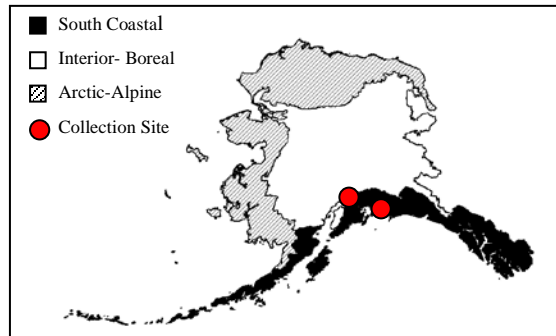 South Coastal
Interior- Boreal
Arctic-Alpine
Collection Site